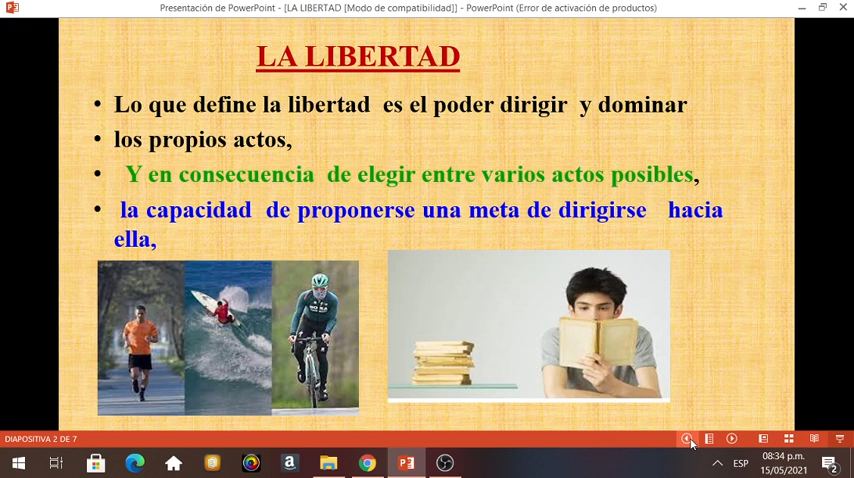 Presentación de PowerPoint - [LA LIBERTAD [Modo de compatibilidad]] - PowerPoint (Error de activación de productos)
LA LIBERTAD
• Lo que define la libertad es el poder dirigir y dominar
• los propios actos,
• Y en consecuencia de elegir entre varios actos posibles,
• la capacidad de proponerse una meta de dirigirse hacia
ella,
DIAPOSITIVA 2 DE 7
ESP
08:34 p.m.
15/05/2021
2